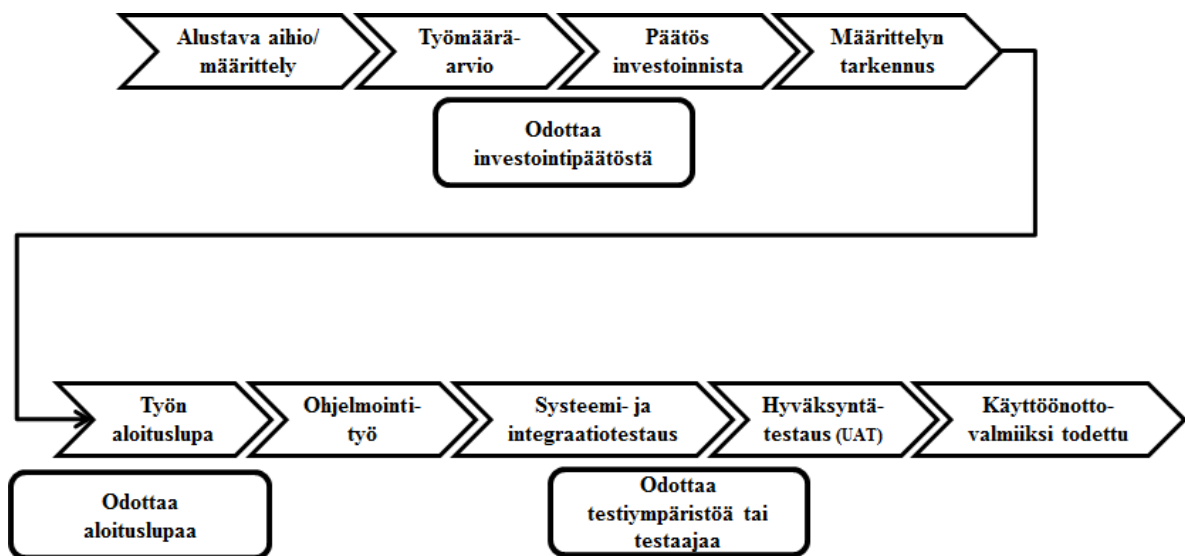 Alustava aihio/
määrittely
Työmäärä-
arvio
Päätös
investoinnista
Määrittelyn
tarkennus
Odottaa
investointipäätöstä
Työn
aloituslupa
Ohjelmointi-
työ
Systeemi- ja
integraatiotestaus
Hyväksyntä-
testaus (UAT)
Käyttöönotto-
valmiiksi todettu
Odottaa
aloituslupaa
Odottaa
testiympäristöä tai
testaajaa